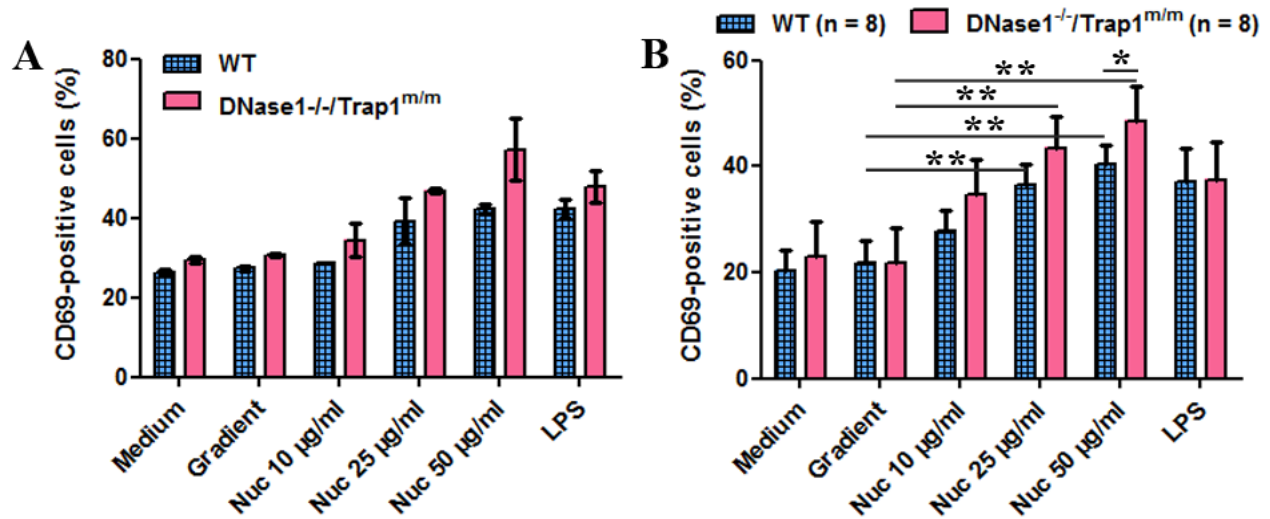 A
CD69-positive cells (%)
80
60
40
20
0
WT
DNase1-/-/Trap1m/m
Medium
Gradient
Nuc 10 µg/ml
Nuc 25 µg/ml
Nuc 50 µg/ml
LPS
WT (n = 8)
DNase1-/-/Trap1m/m (n = 8)
B
CD69-positive cells (%)
60
40
20
0
**
*
**
**
**
Medium
Gradient
Nuc 10 µg/ml
Nuc 25 µg/ml
Nuc 50 µg/ml
LPS